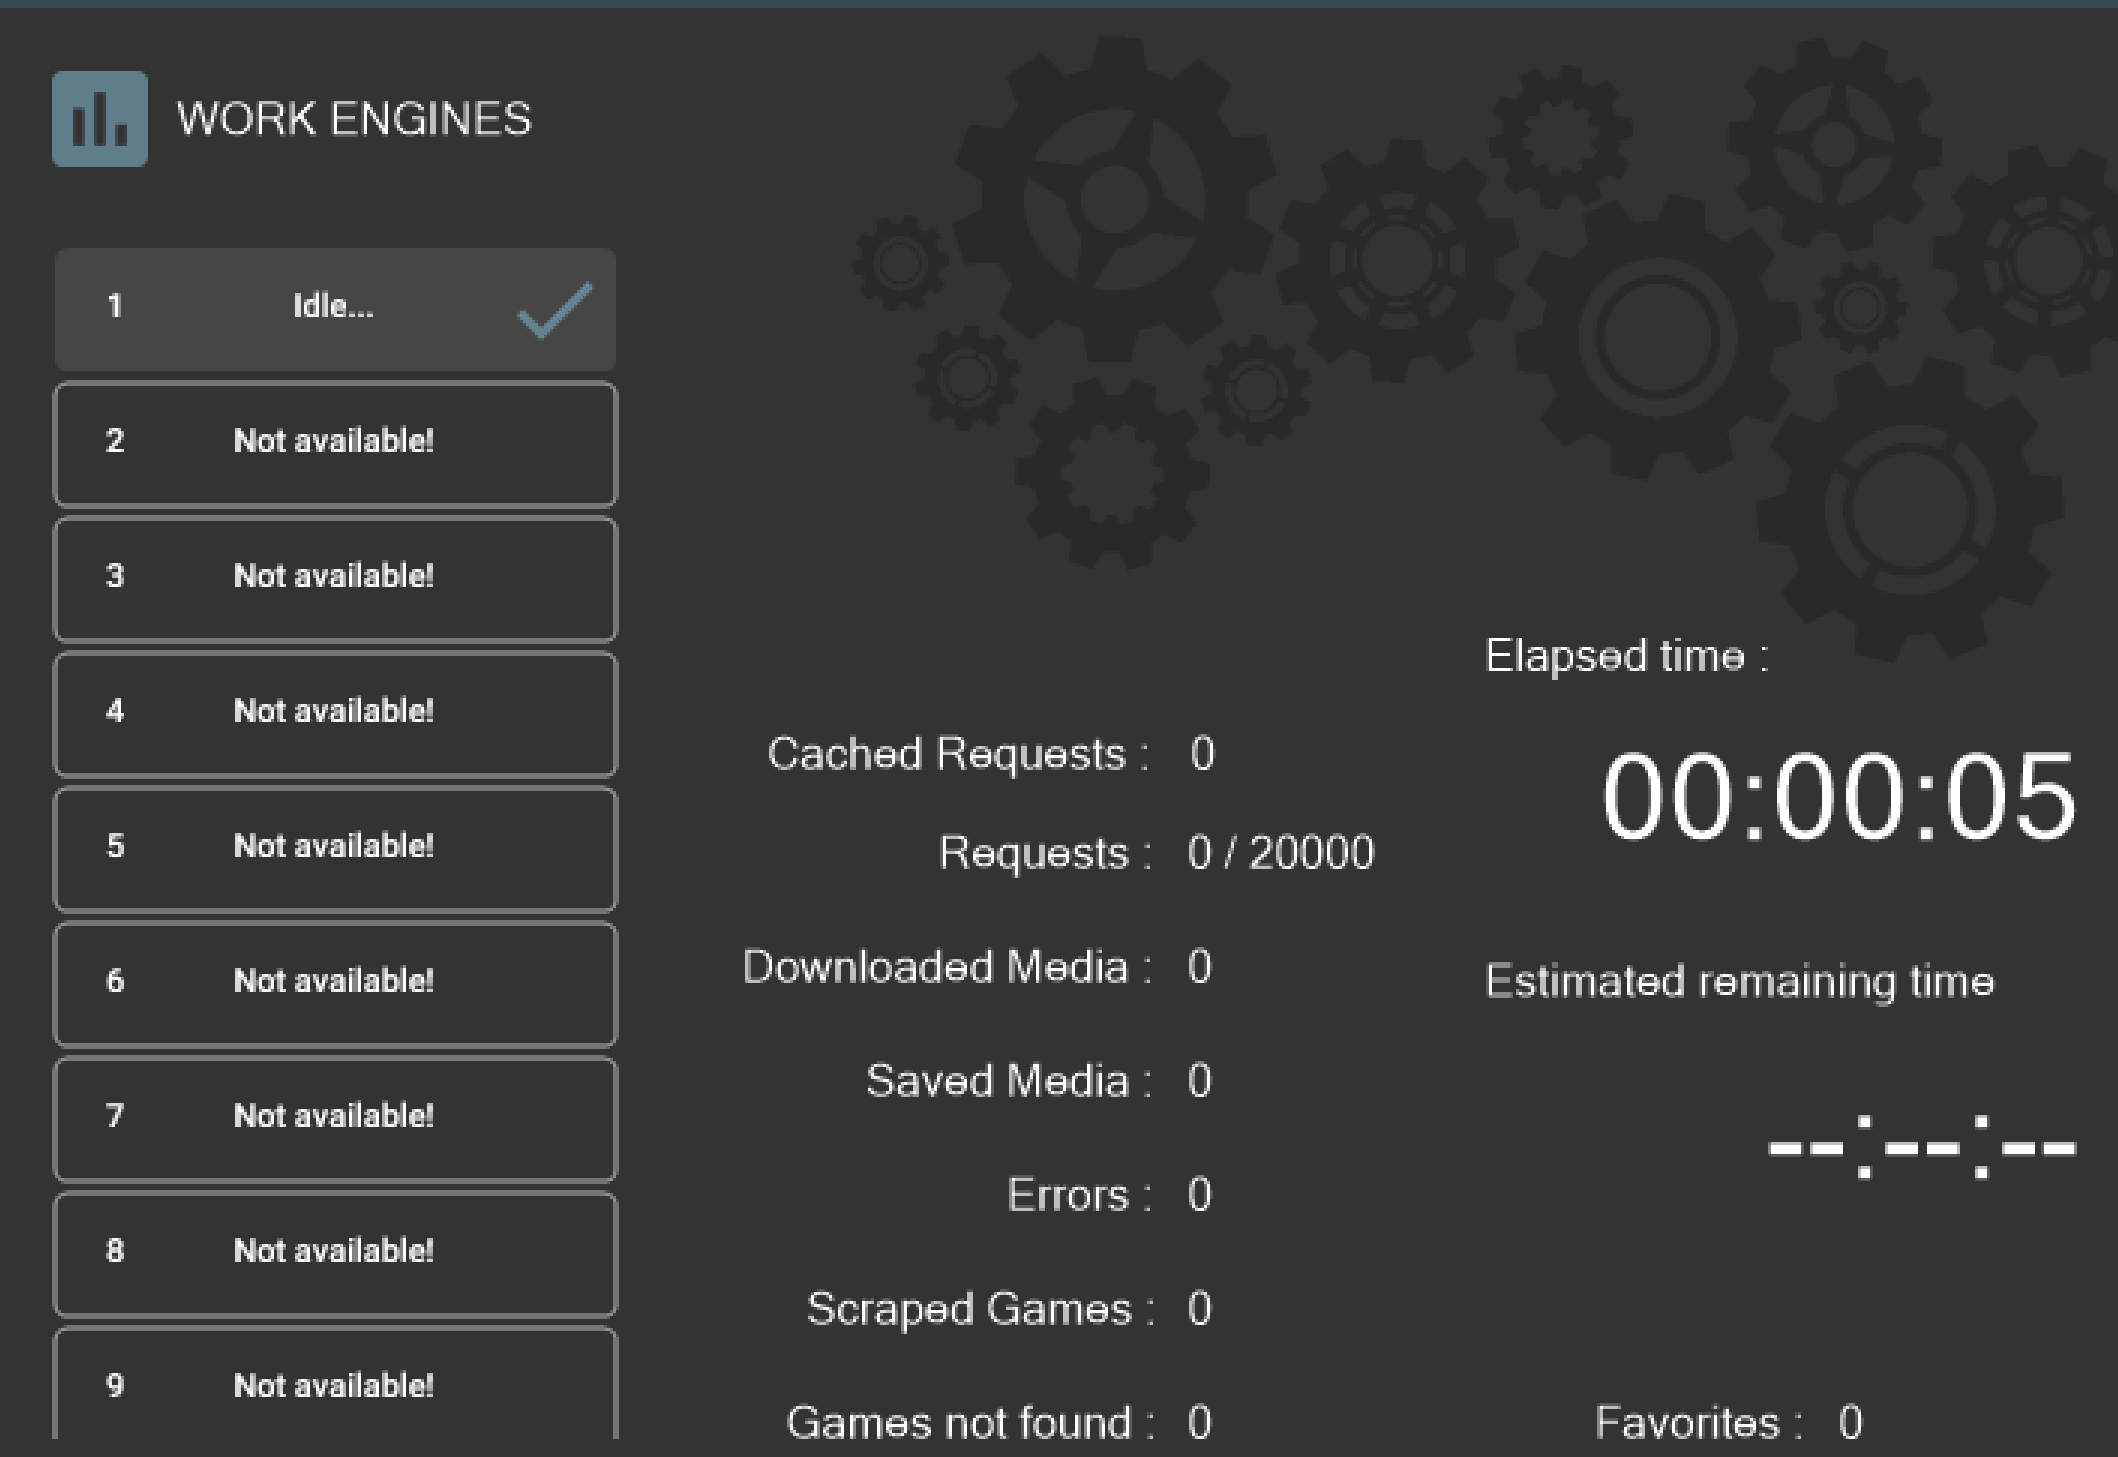 WORK ENGINES
1 Idle...
2 Not available!
3 Not available!
4 Not available!
5 Not available!
6 Not available!
7 Not available!
8 Not available!
9 Not available!
Cached Requests : 0
Requests : 0 / 20000
Downloaded Media : 0
Saved Media : 0
Errors : 0
Scraped Games : 0
Games not found : 0
Elapsed time :
00:00:05
Estimated remaining time
--:--:--
Favorites : 0